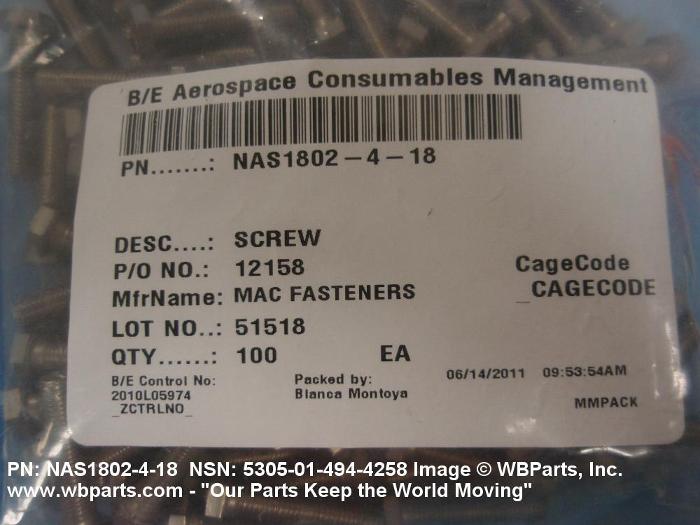 B/E Aerospace Consumables Management
PN.......: NAS1802-4-18
DESC....: SCREW
P/O NO.: 12158
CageCode
MfrName: MAC FASTENERS
_CAGECODE
LOT NO..: 51518
QTY......: 100 EA
B/E Control No:
2010L05974
_ZCTRLNO_
Packed by:
Blanca Montoya
06/14/2011 09:53:54AM
MMPACK
PN: NAS1802-4-18 NSN: 5305-01-494-4258 Image © WBParts, Inc.
www.wbparts.com - "Our Parts Keep the World Moving"